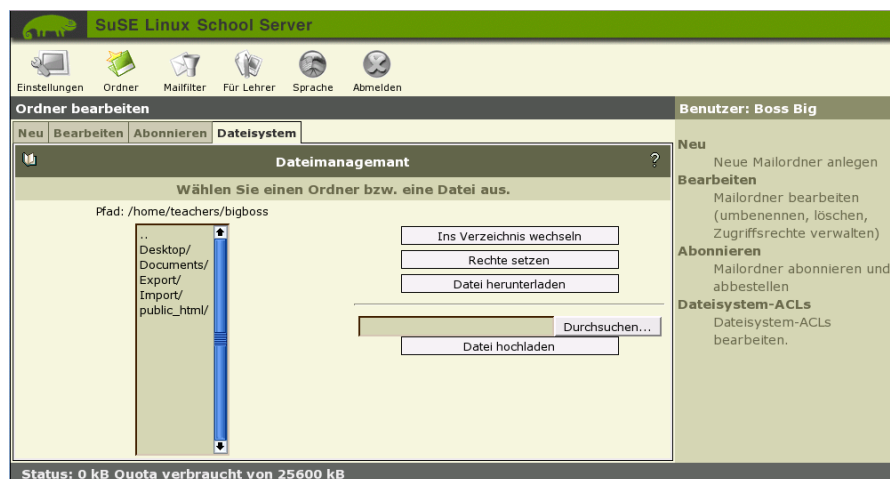 SuSE Linux School Server
Einstellungen Ordner Mailfilter Für Lehrer Sprache Abmelden
Ordner bearbeiten
Neu Bearbeiten Abonnieren Dateisystem
Dateimanagemant ?
Wählen Sie einen Ordner bzw. eine Datei aus.
Pfad: /home/teachers/bigboss
..
Desktop/
Documents/
Export/
Import/
public_html/
Ins Verzeichnis wechseln
Rechte setzen
Datei herunterladen
Durchsuchen...
Datei hochladen
Benutzer: Boss Big
Neu
Neue Mailordner anlegen
Bearbeiten
Mailordner bearbeiten
(umbenennen, löschen,
Zugriffsrechte verwalten)
Abonnieren
Mailordner abonnieren und
abbestellen
Dateisystem-ACLs
Dateisystem-ACLs
bearbeiten.
Status: 0 kB Quota verbraucht von 25600 kB